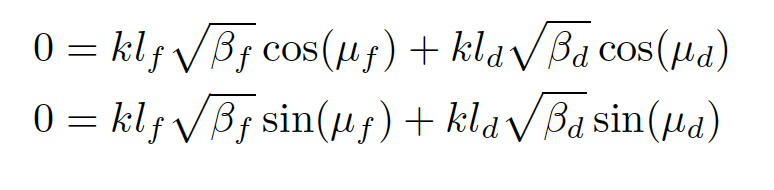 0 = kl_f √β_f cos(μ_f) + kl_d √β_d cos(μ_d)
0 = kl_f √β_f sin(μ_f) + kl_d √β_d sin(μ_d)